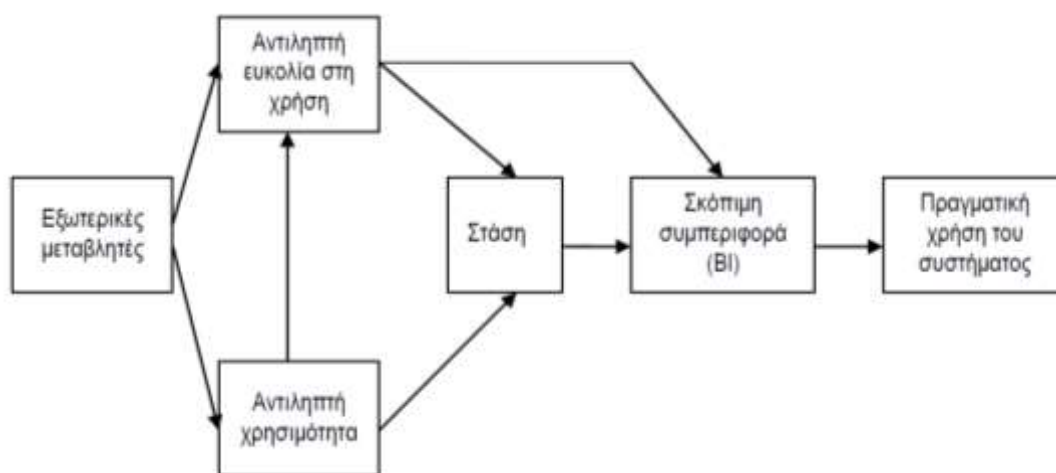 Αντιληπτή
ευκολία στη
χρήση
Εξωτερικές
μεταβλητές
Στάση
Σκόπιμη
συμπεριφορά
(BI)
Πραγματική
χρήση του
συστήματος
Αντιληπτή
χρησιμότητα